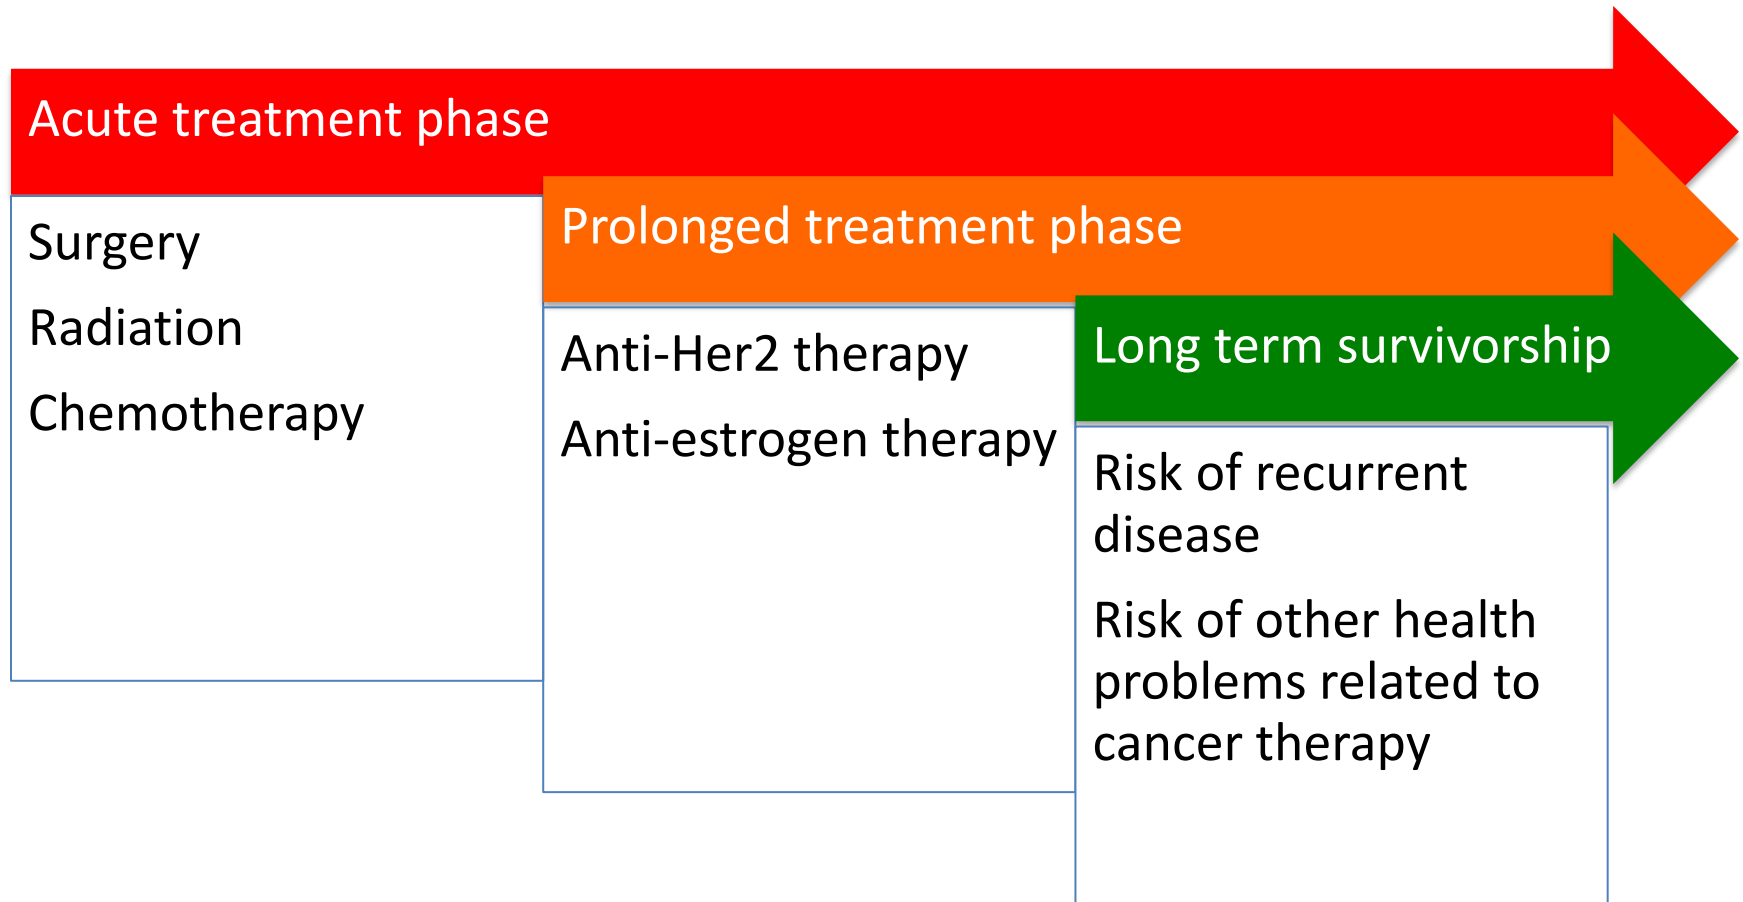 Acute treatment phase
Surgery
Radiation
Chemotherapy
Prolonged treatment phase
Anti-Her2 therapy
Anti-estrogen therapy
Long term survivorship
Risk of recurrent
disease
Risk of other health
problems related to
cancer therapy